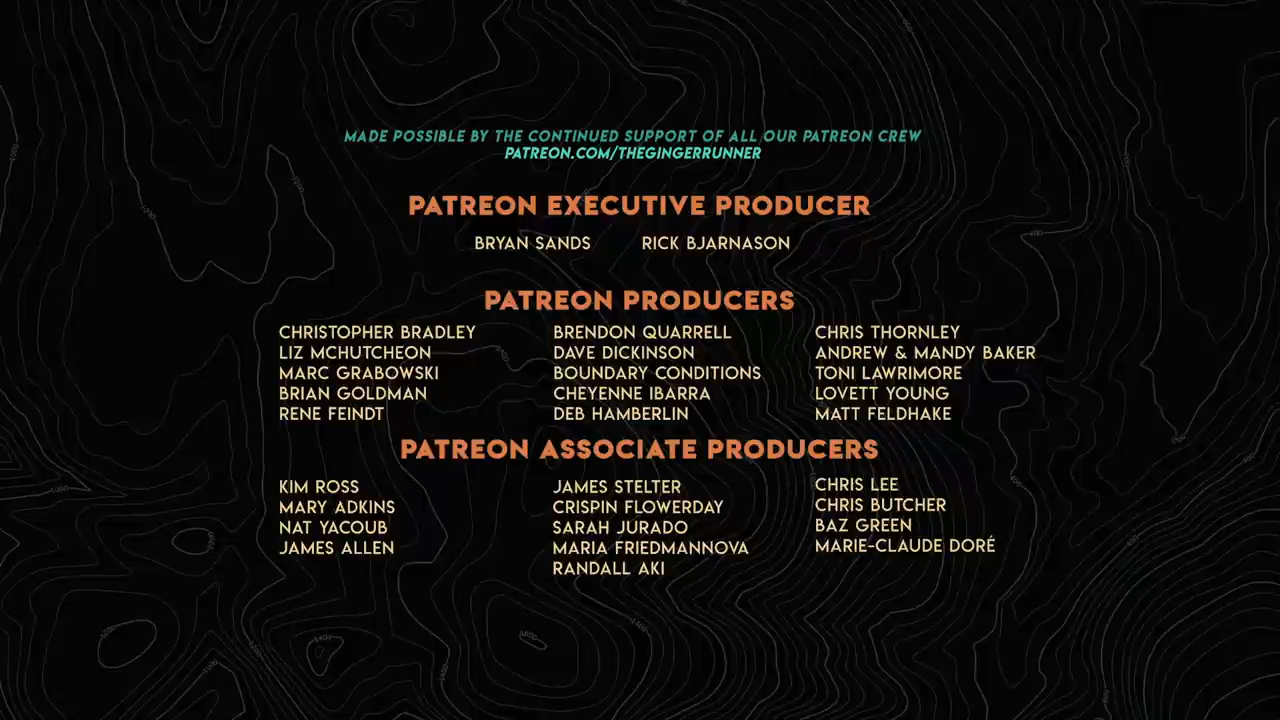 MADE POSSIBLE BY THE CONTINUED SUPPORT OF ALL OUR PATREON CREW
PATREON.COM/THEGINGERRUNNER
PATREON EXECUTIVE PRODUCER
BRYAN SANDS RICK BJARNASON
PATREON PRODUCERS
CHRISTOPHER BRADLEY
LIZ MCHUTCHEON
MARC GRABOWSKI
BRIAN GOLDMAN
RENE FEINDT
BRENDON QUARRELL
DAVE DICKINSON
BOUNDARY CONDITIONS
CHEYENNE IBARRA
DEB HAMBERLIN
CHRIS THORNLEY
ANDREW & MANDY BAKER
TONI LAWRIMORE
LOVETT YOUNG
MATT FELDHAKE
PATREON ASSOCIATE PRODUCERS
KIM ROSS
MARY ADKINS
NAT YACOUB
JAMES ALLEN
JAMES STELTER
CRISPIN FLOWERDAY
SARAH JURADO
MARIA FRIEDMANNOVA
RANDALL AKI
CHRIS LEE
CHRIS BUTCHER
BAZ GREEN
MARIE-CLAUDE DORÉ